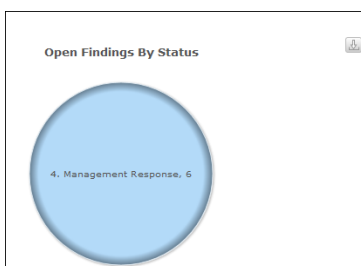 Open Findings By Status
4. Management Response, 6